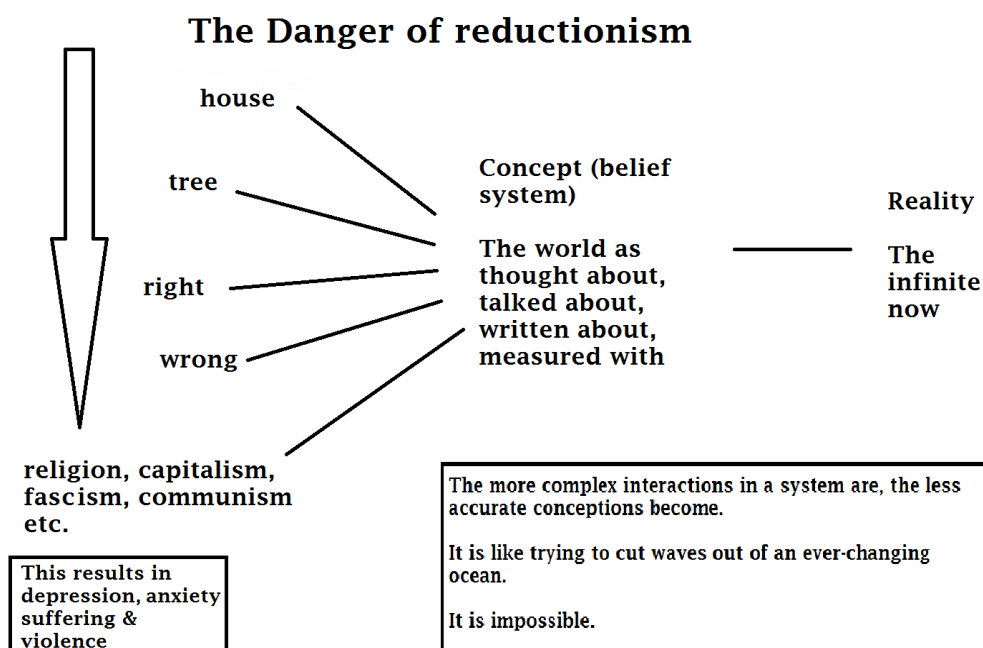 The Danger of reductionism
house
tree
right
wrong
religion, capitalism,
fascism, communism
etc.
This results in
depression, anxiety
suffering &
violence
Concept (belief
system)
The world as
thought about,
talked about,
written about,
measured with
Reality
The
infinite
now
The more complex interactions in a system are, the less
accurate conceptions become.
It is like trying to cut waves out of an ever-changing
ocean.
It is impossible.